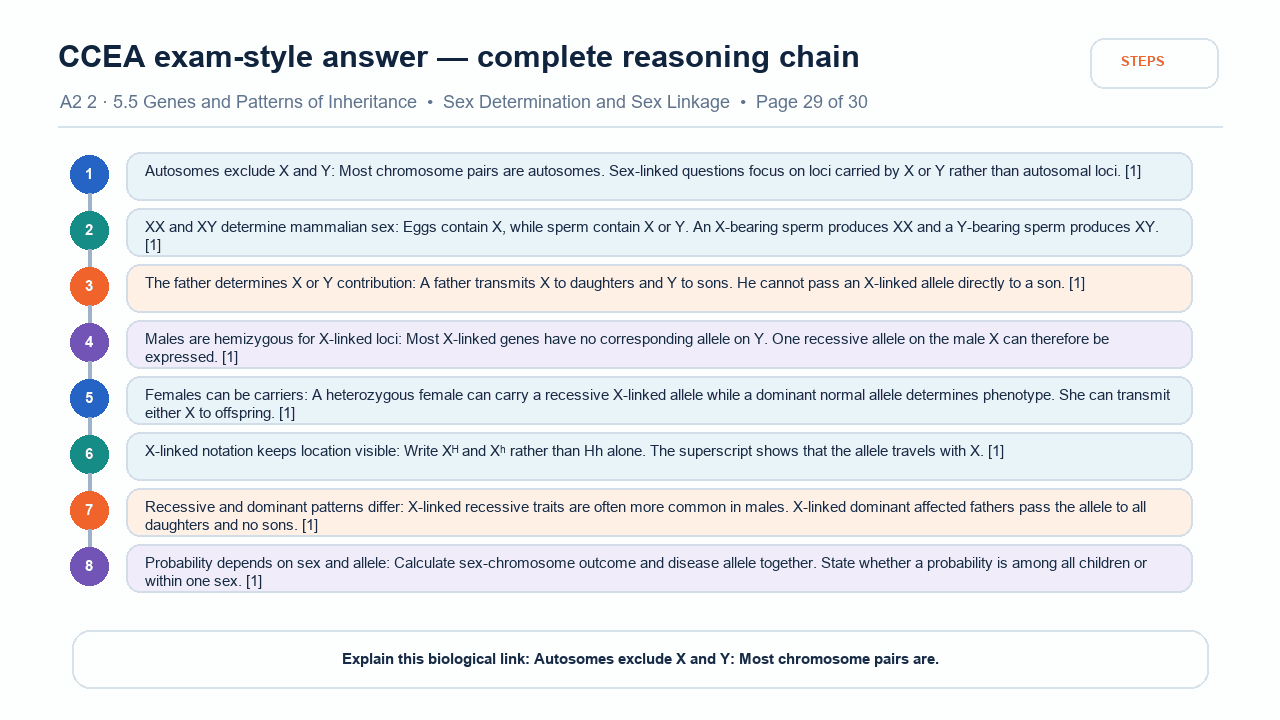 CCEA exam-style answer — complete reasoning chain
STEPS
A2 2 · 5.5 Genes and Patterns of Inheritance • Sex Determination and Sex Linkage • Page 29 of 30
1
Autosomes exclude X and Y: Most chromosome pairs are autosomes. Sex-linked questions focus on loci carried by X or Y rather than autosomal loci. [1]
2
XX and XY determine mammalian sex: Eggs contain X, while sperm contain X or Y. An X-bearing sperm produces XX and a Y-bearing sperm produces XY.
[1]
3
The father determines X or Y contribution: A father transmits X to daughters and Y to sons. He cannot pass an X-linked allele directly to a son. [1]
4
Males are hemizygous for X-linked loci: Most X-linked genes have no corresponding allele on Y. One recessive allele on the male X can therefore be
expressed. [1]
5
Females can be carriers: A heterozygous female can carry a recessive X-linked allele while a dominant normal allele determines phenotype. She can transmit
either X to offspring. [1]
6
X-linked notation keeps location visible: Write Xᴴ and Xʰ rather than Hh alone. The superscript shows that the allele travels with X. [1]
7
Recessive and dominant patterns differ: X-linked recessive traits are often more common in males. X-linked dominant affected fathers pass the allele to all
daughters and no sons. [1]
8
Probability depends on sex and allele: Calculate sex-chromosome outcome and disease allele together. State whether a probability is among all children or
within one sex. [1]
Explain this biological link: Autosomes exclude X and Y: Most chromosome pairs are.